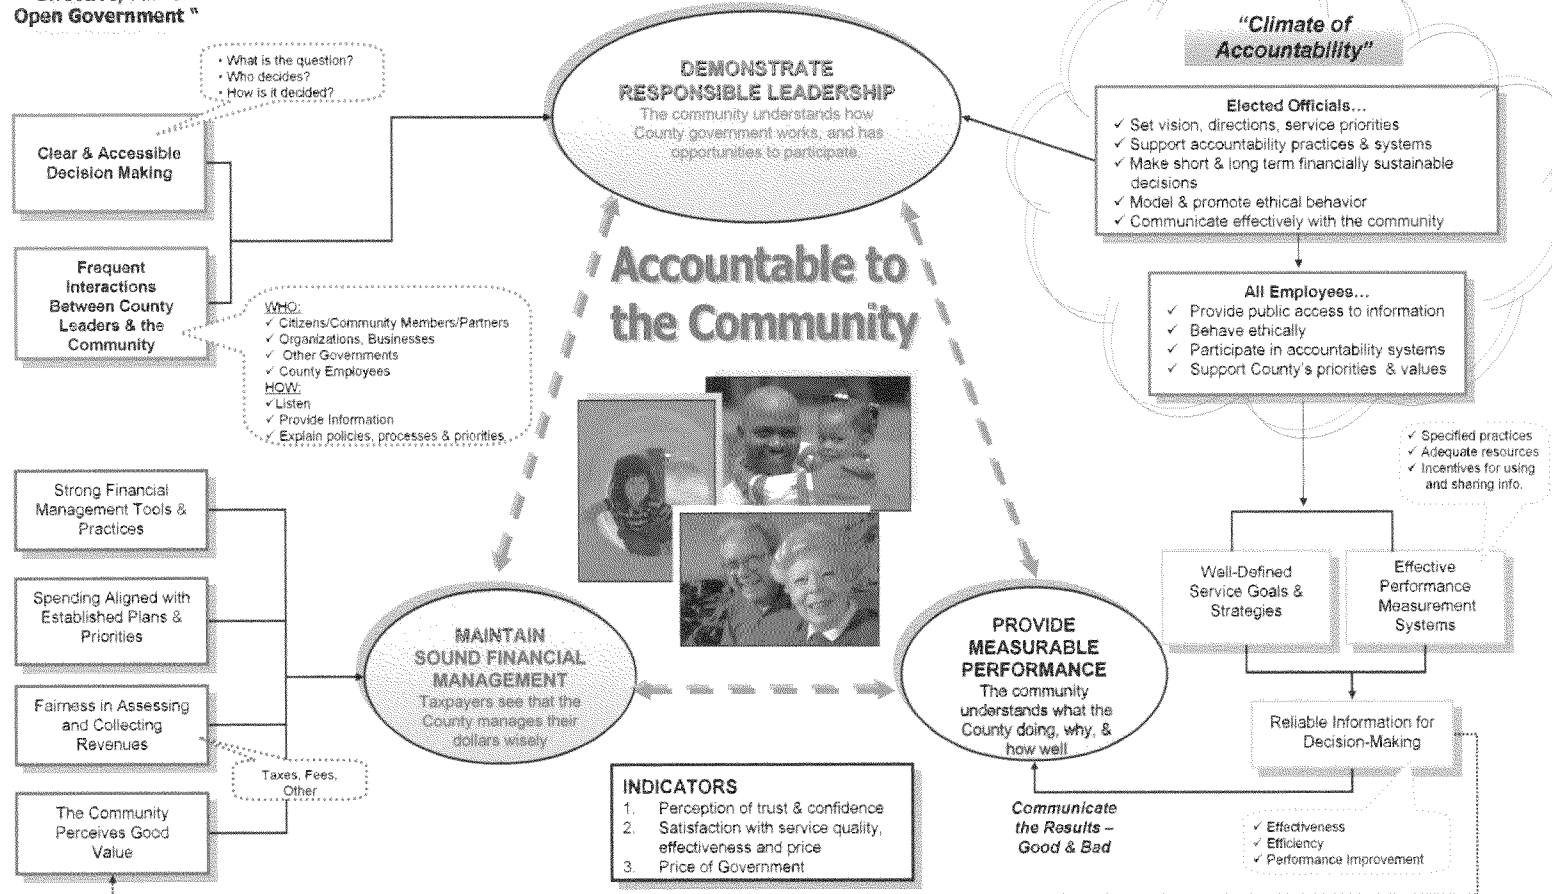 Open Government "
• What is the question?
• Who decides?
• How is it decided?
Clear & Accessible
Decision Making
Frequent
Interactions
Between County
Leaders & the
Community
WHO:
✓ Citizens/Community Members/Partners
✓ Organizations, Businesses
✓ Other Governments
✓ County Employees
HOW:
✓Listen
✓ Provide Information
✓ Explain policies, processes & priorities
DEMONSTRATE
RESPONSIBLE LEADERSHIP
The community understands how
County government works, and has
opportunities to participate.
"Climate of
Accountability"
Elected Officials...
✓ Set vision, directions, service priorities
✓ Support accountability practices & systems
✓ Make short & long term financially sustainable
decisions
✓ Model & promote ethical behavior
✓ Communicate effectively with the community
All Employees...
✓ Provide public access to information
✓ Behave ethically
✓ Participate in accountability systems
✓ Support County's priorities & values
Accountable to
the Community
✓ Specified practices
✓ Adequate resources
✓ Incentives for using
and sharing info.
Strong Financial
Management Tools &
Practices
Spending Aligned with
Established Plans &
Priorities
Fairness in Assessing
and Collecting
Revenues
Taxes, Fees,
Other
The Community
Perceives Good
Value
MAINTAIN
SOUND FINANCIAL
MANAGEMENT
Taxpayers see that the
County manages their
dollars wisely
PROVIDE
MEASURABLE
PERFORMANCE
The community
understands what the
County doing, why, &
how well
Well-Defined
Service Goals &
Strategies
Effective
Performance
Measurement
Systems
Reliable Information for
Decision-Making
INDICATORS
1. Perception of trust & confidence
2. Satisfaction with service quality,
effectiveness and price
3. Price of Government
Communicate
the Results –
Good & Bad
✓ Effectiveness
✓ Efficiency
✓ Performance Improvement